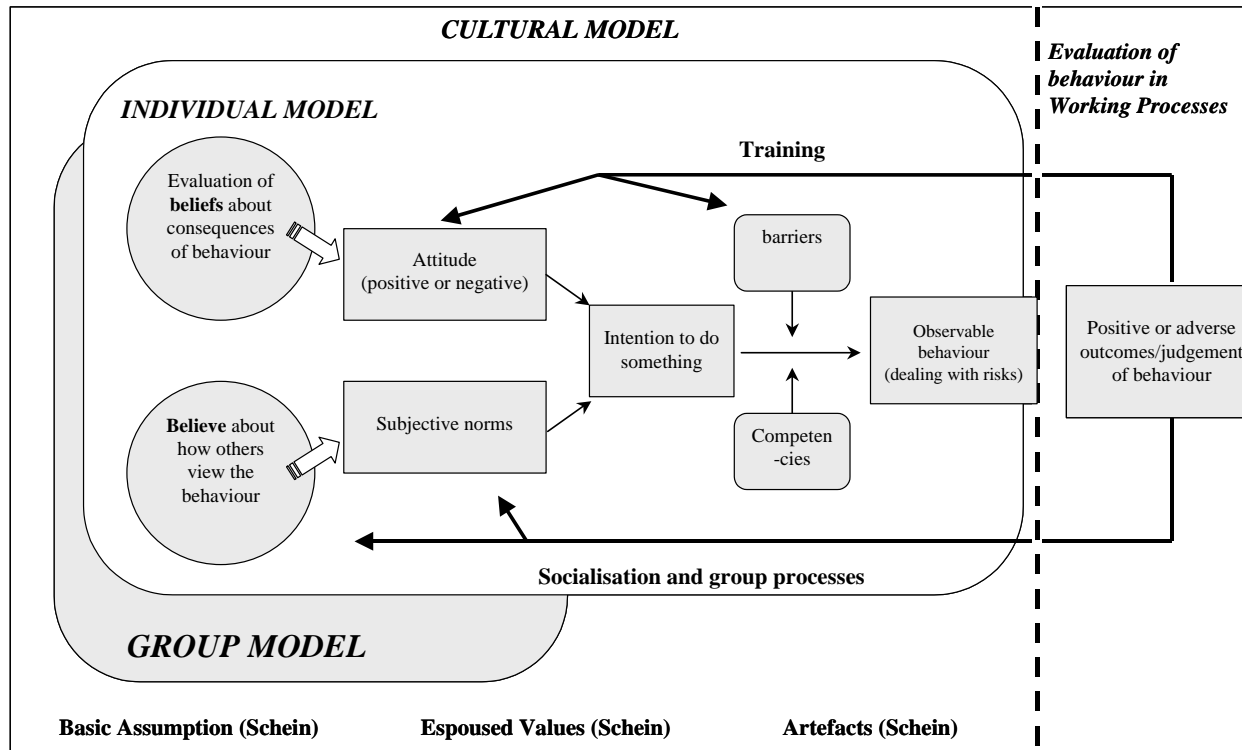 CULTURAL MODEL
Evaluation of
behaviour in
Working Processes
INDIVIDUAL MODEL
Training
Evaluation of
beliefs about
consequences
of behaviour
Attitude
(positive or negative)
barriers
Intention to do
something
Observable
behaviour
(dealing with risks)
Positive or adverse
outcomes/judgement
of behaviour
Believe about
how others
view the
behaviour
Subjective norms
Competen
-cies
Socialisation and group processes
GROUP MODEL
Basic Assumption (Schein)
Espoused Values (Schein)
Artefacts (Schein)